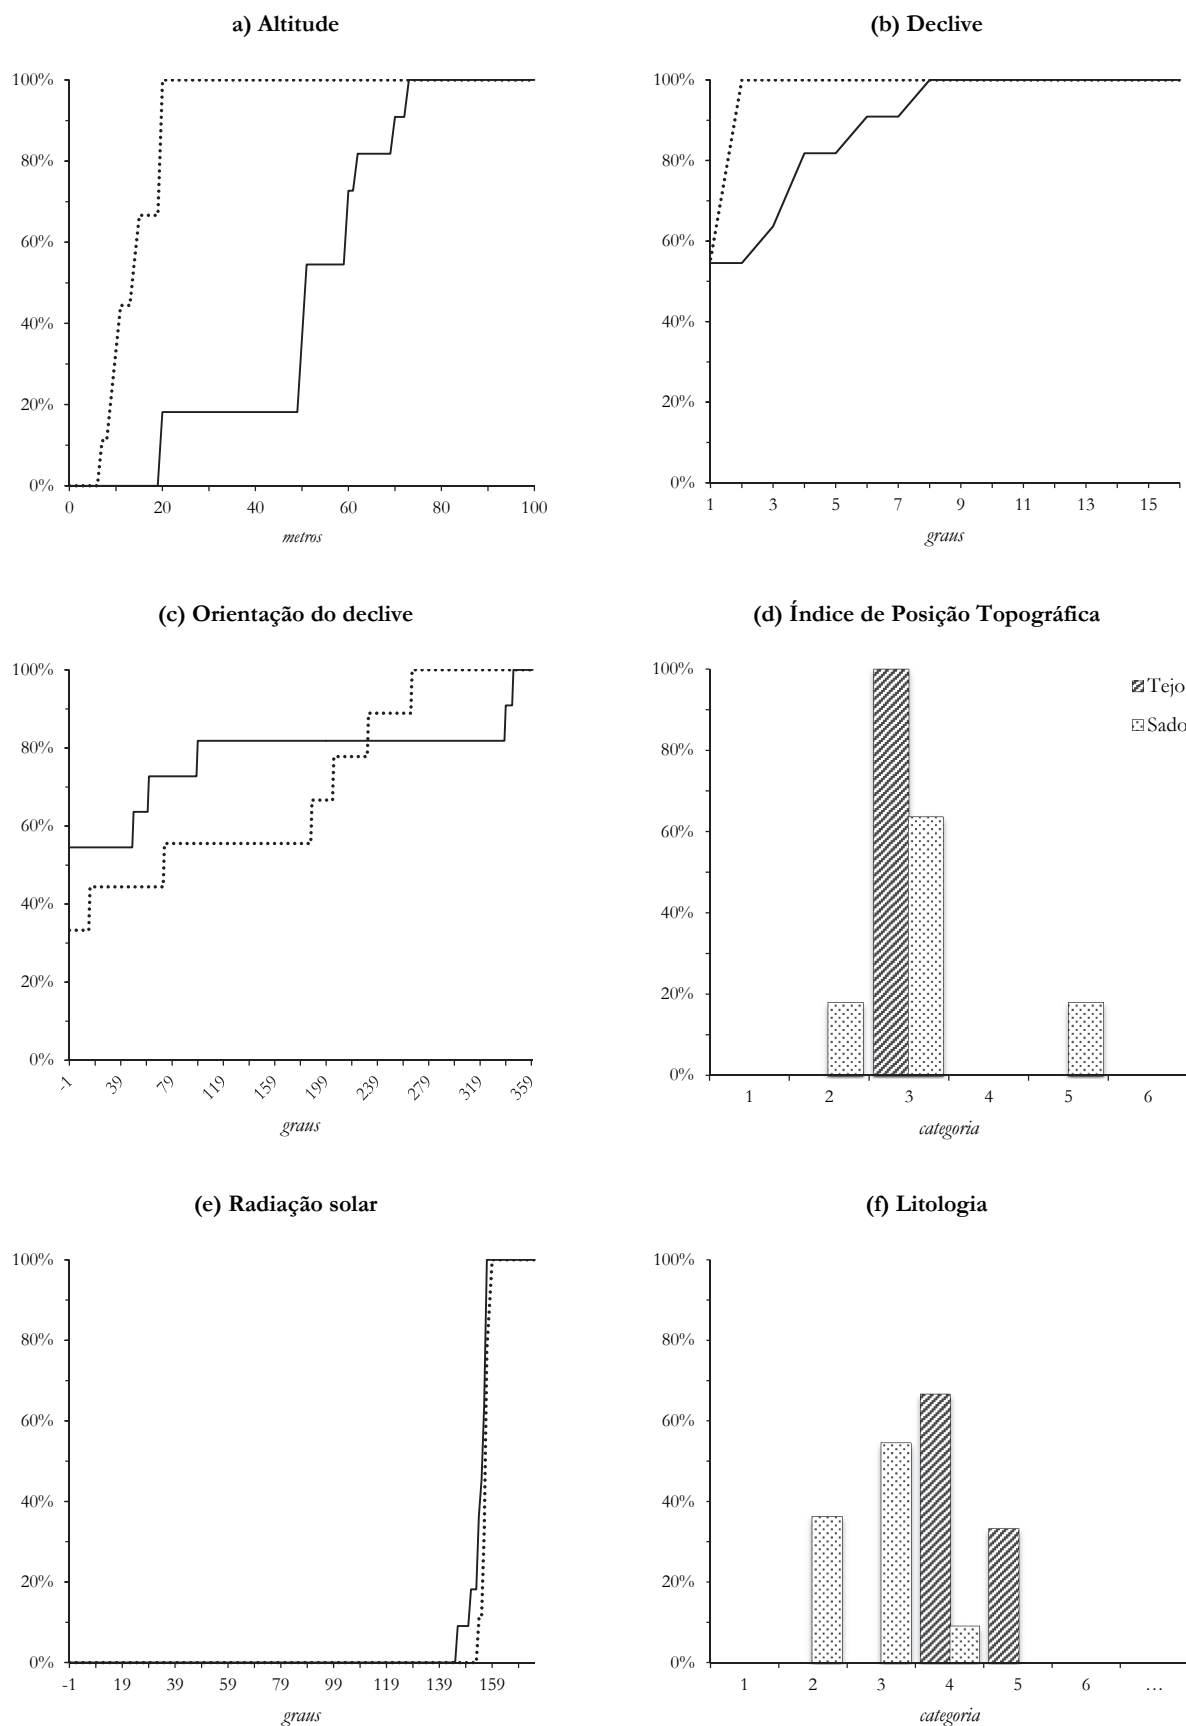 a) Altitude
100%
80%
60%
40%
20%
0%
0 20 40 60 80 100
metros
(b) Declive
100%
80%
60%
40%
20%
0%
1 3 5 7 9 11 13 15
graus
(c) Orientação do declive
100%
80%
60%
40%
20%
0%
-1 39 79 119 159 199 239 279 319 359
graus
(d) Índice de Posição Topográfica
100%
80%
60%
40%
20%
0%
Tejo
Sado
1 2 3 4 5 6
categoria
(e) Radiação solar
100%
80%
60%
40%
20%
0%
-1 19 39 59 79 99 119 139 159
graus
(f) Litologia
100%
80%
60%
40%
20%
0%
1 2 3 4 5 6 ...
categoria